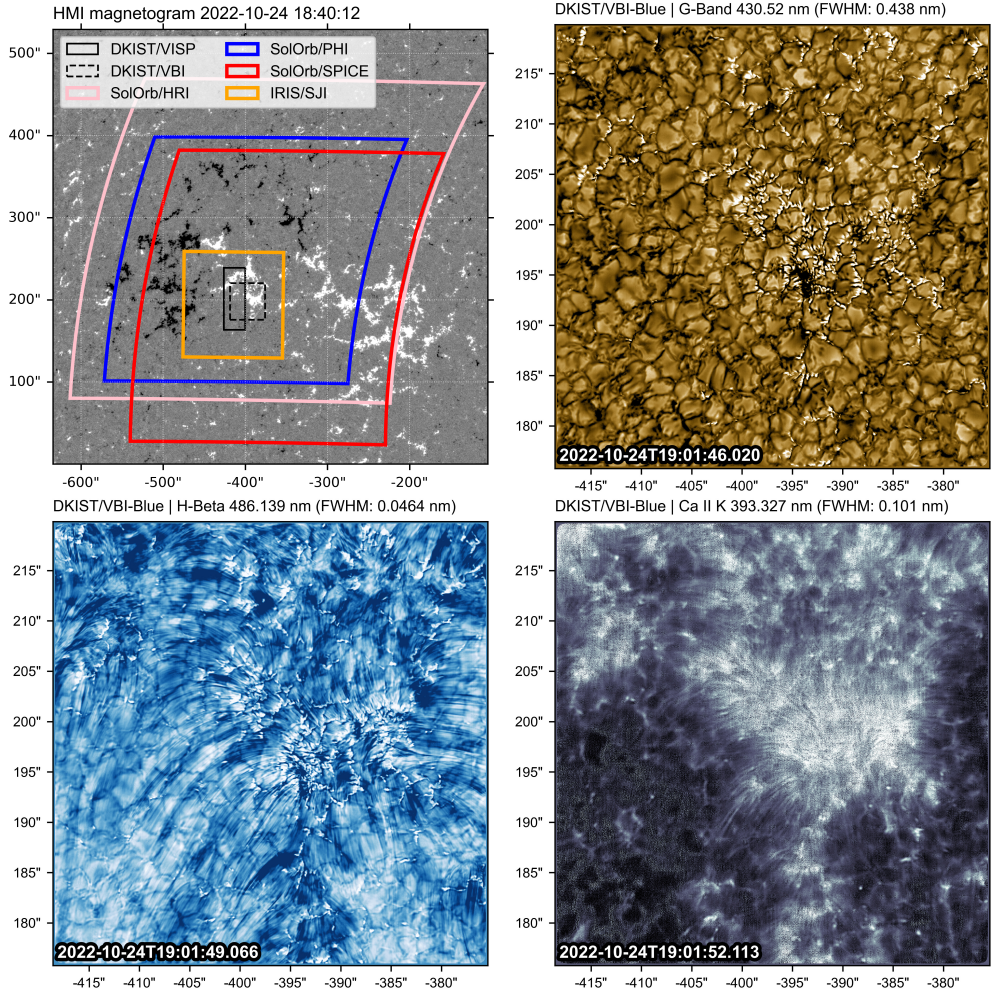 HMI magnetogram 2022-10-24 18:40:12
DKIST/VISP
DKIST/VBI
SolOrb/HRI
SolOrb/PHI
SolOrb/SPICE
IRIS/SJI
500"
400"
300"
200"
100"
-600" -500" -400" -300" -200"
DKIST/VBI-Blue | G-Band 430.52 nm (FWHM: 0.438 nm)
215"
210"
205"
200"
195"
190"
185"
180"
2022-10-24T19:01:46.020
-415" -410" -405" -400" -395" -390" -385" -380"
DKIST/VBI-Blue | H-Beta 486.139 nm (FWHM: 0.0464 nm)
215"
210"
205"
200"
195"
190"
185"
180"
2022-10-24T19:01:49.066
-415" -410" -405" -400" -395" -390" -385" -380"
DKIST/VBI-Blue | Ca II K 393.327 nm (FWHM: 0.101 nm)
215"
210"
205"
200"
195"
190"
185"
180"
2022-10-24T19:01:52.113
-415" -410" -405" -400" -395" -390" -385" -380"